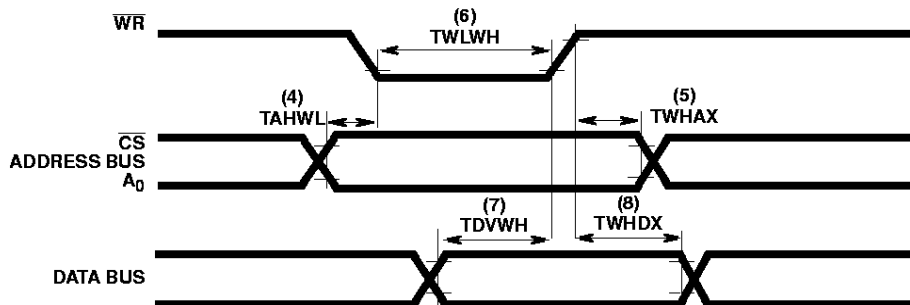 WR
(6)
TWLWH
(4)
TAHWL
(5)
TWHAX
CS
ADDRESS BUS
A0
(7)
TDVWH
(8)
TWHDX
DATA BUS